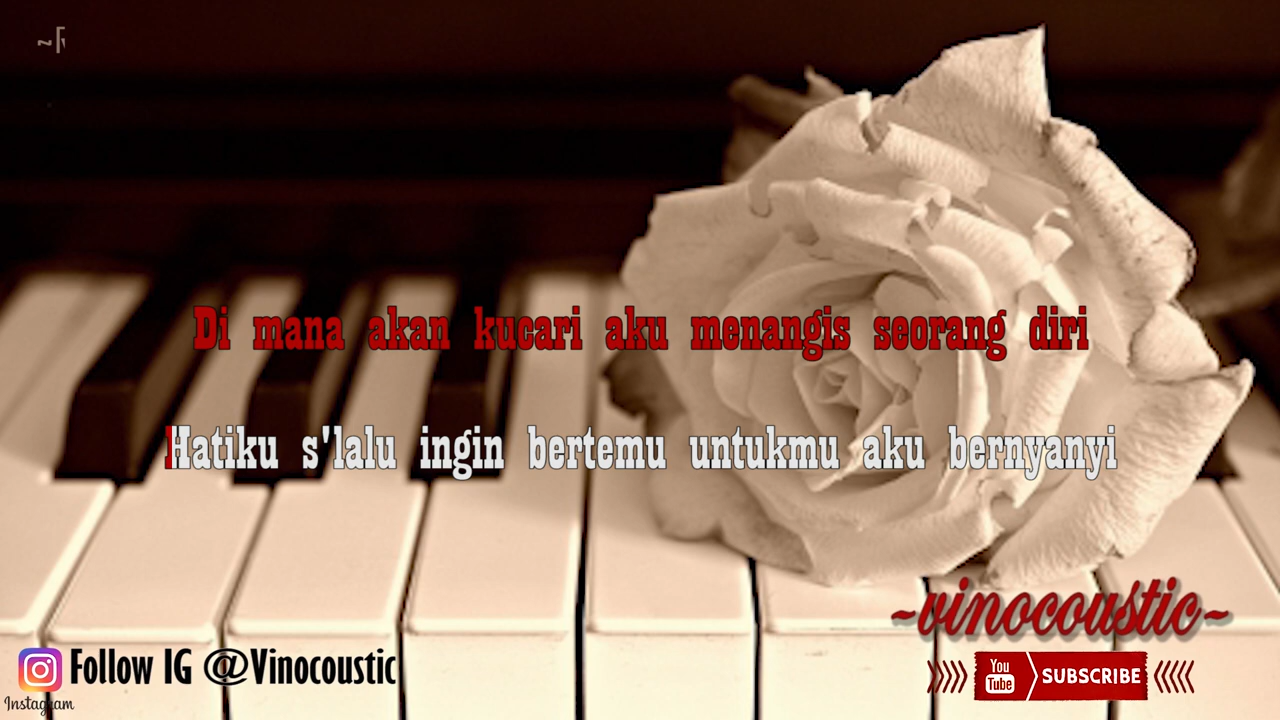 Di mana akan kucari aku menangis seorang diri
Hatiku s'lalu ingin bertemu untukmu aku bernyanyi
~vinocoustic~
Follow IG @Vinocoustic
Instagram
You Tube SUBSCRIBE